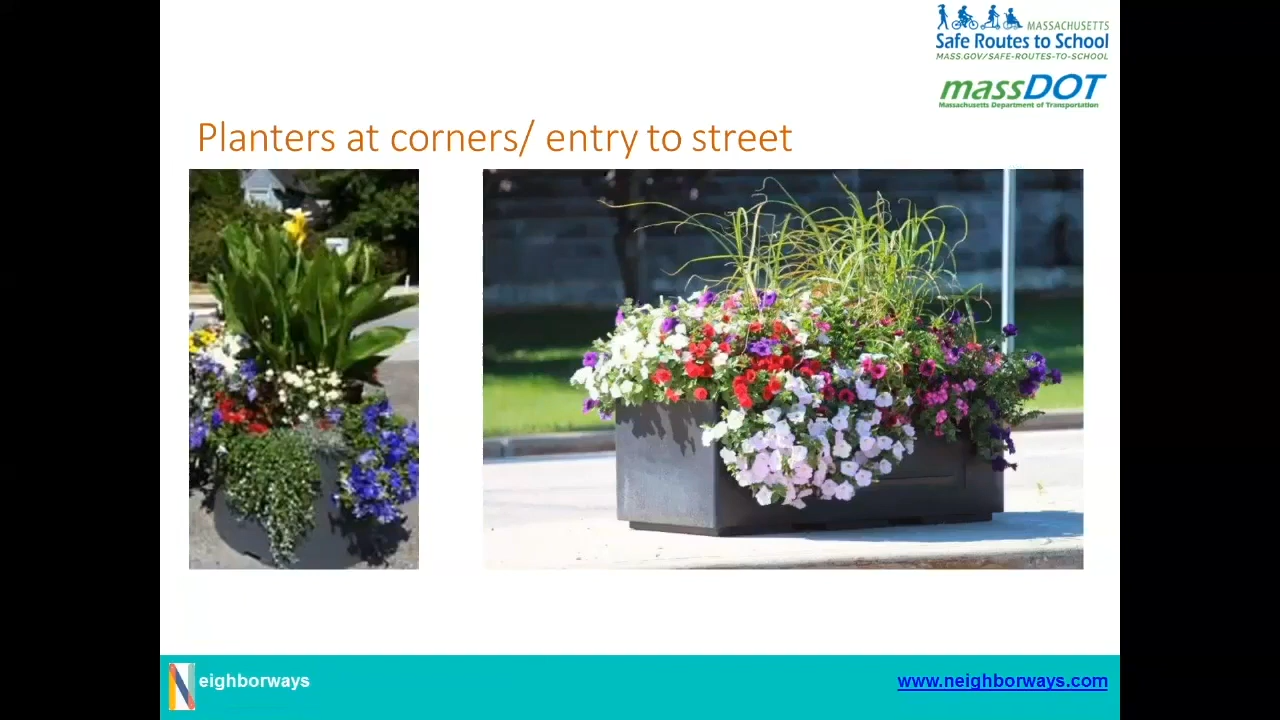 MASSACHUSETTS
Safe Routes to School
MASS.GOV/SAFE-ROUTES-TO-SCHOOL
massDOT
Massachusetts Department of Transportation
Planters at corners/ entry to street
Neighborways
www.neighborways.com